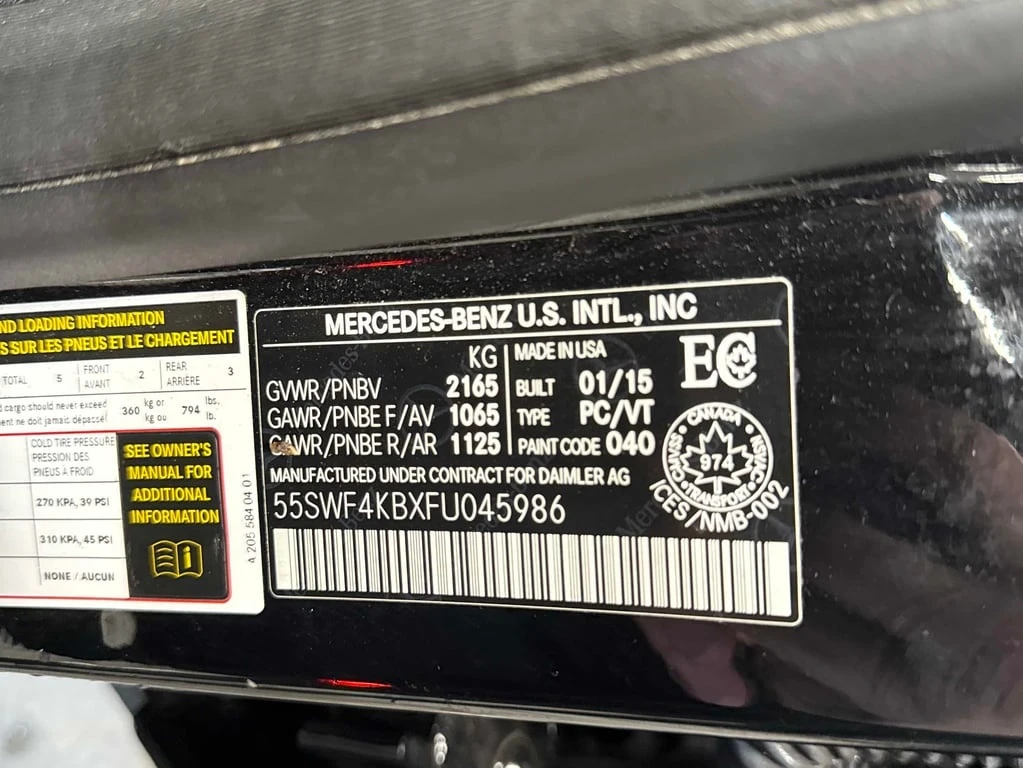 ND LOADING INFORMATION
S SUR LES PNEUS ET LE CHARGEMENT
TOTAL 5 FRONT AVANT 2 REAR ARRIÈRE 3
cargo should never exceed 360 kg or 794 lbs.
ent ne doit jamais dépasser kg ou lb.
COLD TIRE PRESSURE
PRESSION DES
PNEUS À FROID
270 KPA, 39 PSI
310 KPA, 45 PSI
NONE / AUCUN
SEE OWNER'S
MANUAL FOR
ADDITIONAL
INFORMATION
A 205 584 04 01
MERCEDES-BENZ U.S. INTL., INC
KG
GVWR/PNBV 2165
GAWR/PNBE F/AV 1065
GAWR/PNBE R/AR 1125
MADE IN USA
BUILT 01/15
TYPE PC/VT
PAINT CODE 040
EC
CANADA
974
TRANSPORT
ICES/NMB-002
MANUFACTURED UNDER CONTRACT FOR DAIMLER AG
55SWF4KBXFU045986